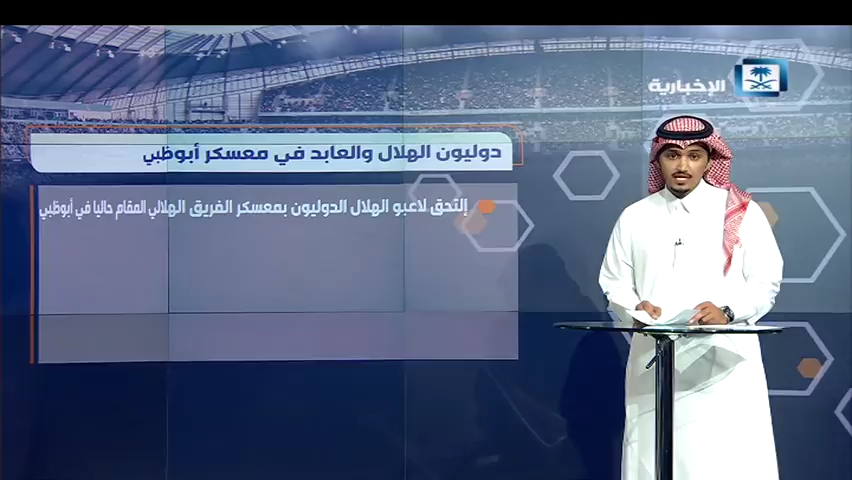 الإخبارية
دوليون الهلال والعابد في معسكر أبوظبي
إلتحق لاعبو الهلال الدوليون بمعسكر الفريق الهلالي المقام حاليا في أبوظبي